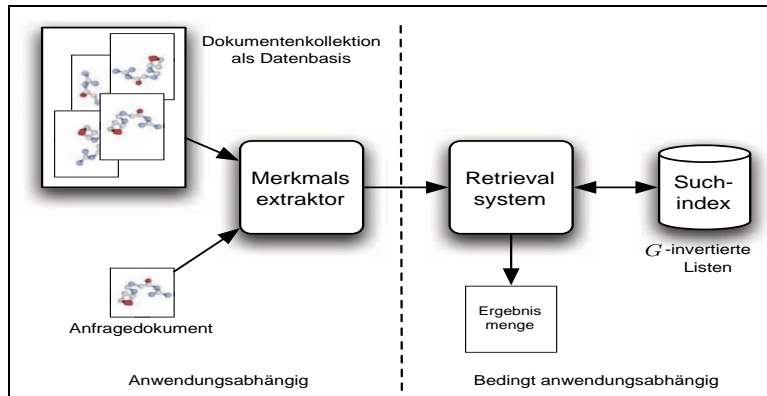 Dokumentenkollektion
als Datenbasis
Merkmals
extraktor
Retrieval
system
Such-
index
G-invertierte
Listen
Anfragedokument
Ergebnis
menge
Anwendungsabhängig
Bedingt anwendungsabhängig